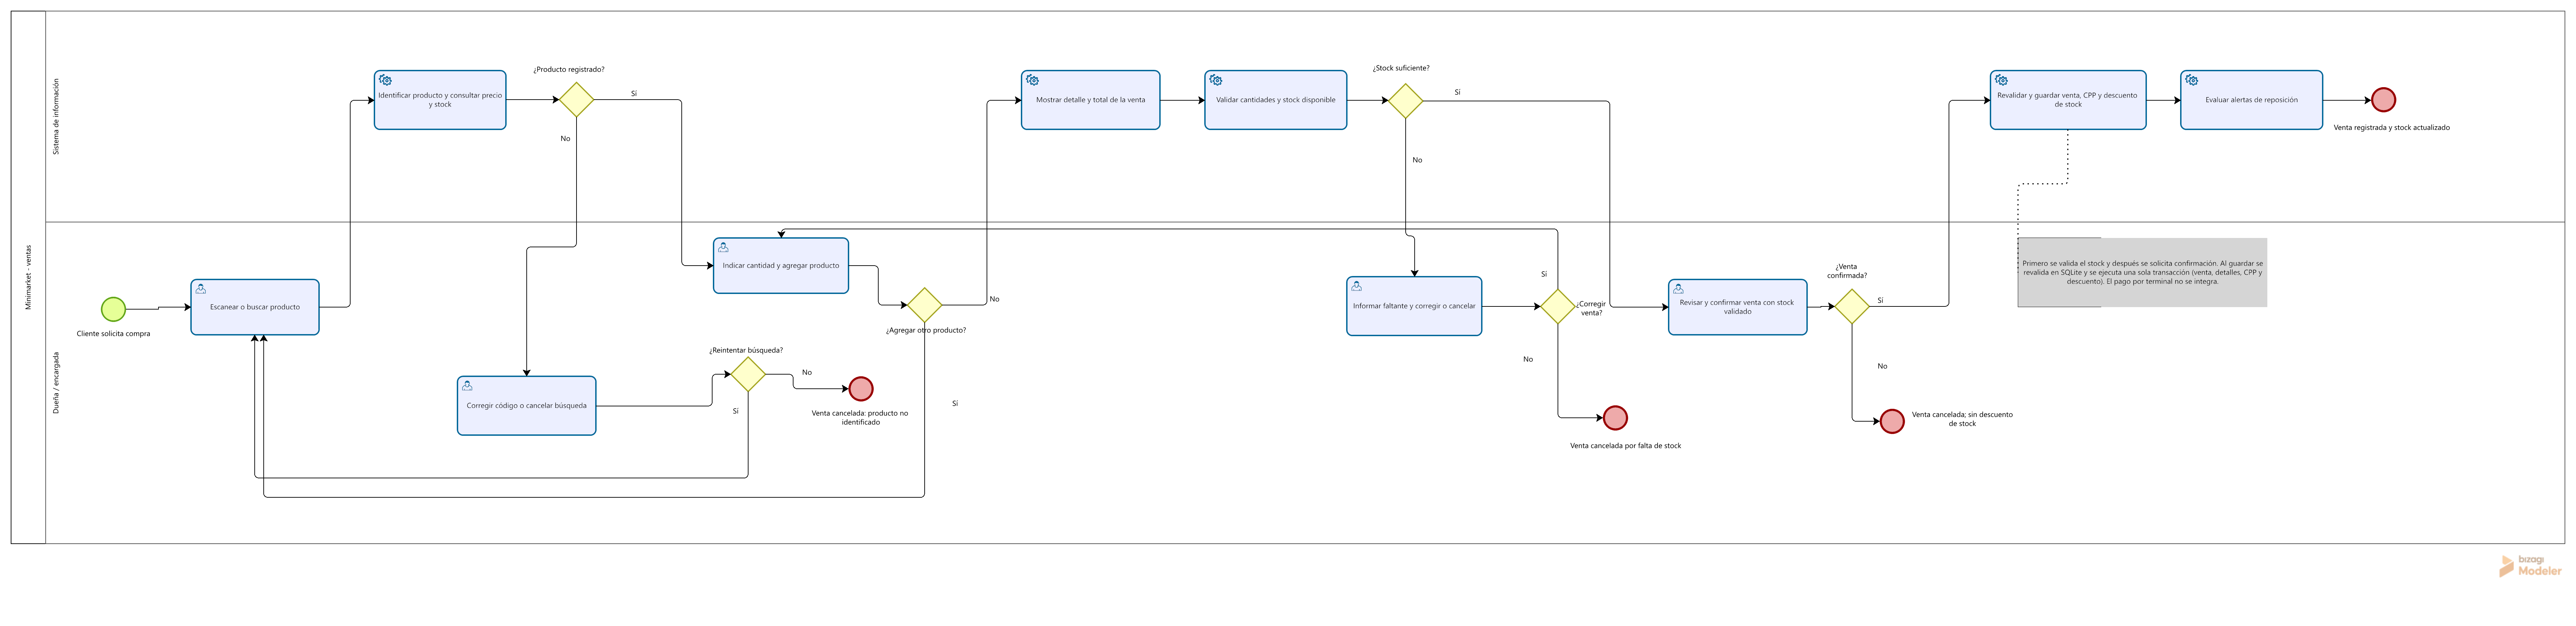 Minimarket - ventas
Sistema de información
¿Producto registrado?
Identificar producto y consultar precio
y stock
Sí
No
Mostrar detalle y total de la venta
Validar cantidades y stock disponible
¿Stock suficiente?
Sí
No
Revalidar y guardar venta, CPP y descuento
de stock
Evaluar alertas de reposición
Venta registrada y stock actualizado
Dueña / encargada
Cliente solicita compra
Escanear o buscar producto
Indicar cantidad y agregar producto
¿Agregar otro producto?
No
Sí
Corregir código o cancelar búsqueda
¿Reintentar búsqueda?
No
Sí
Venta cancelada: producto no
identificado
Informar faltante y corregir o cancelar
Sí
¿Corregir
venta?
No
Venta cancelada por falta de stock
Revisar y confirmar venta con stock
validado
¿Venta
confirmada?
Sí
No
Venta cancelada; sin descuento
de stock
Primero se valida el stock y después se solicita confirmación. Al guardar se
revalida en SQLite y se ejecuta una sola transacción (venta, detalles, CPP y
descuento). El pago por terminal no se integra.
bizagi
Modeler